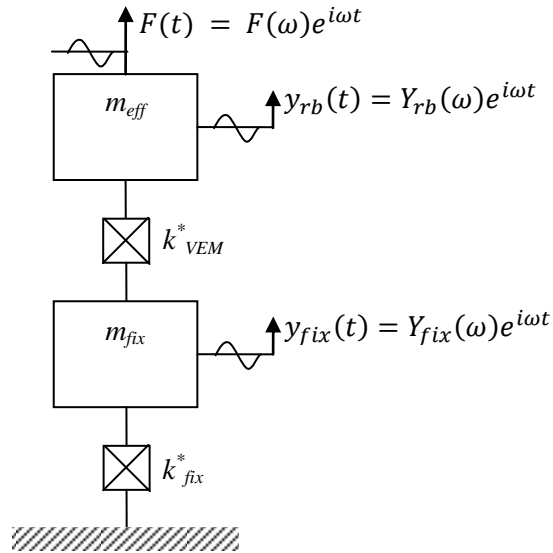 F(t) = F(ω)e^{iωt}
m_{eff}
y_{rb}(t) = Y_{rb}(ω)e^{iωt}
k^*_{VEM}
m_{fix}
y_{fix}(t) = Y_{fix}(ω)e^{iωt}
k^*_{fix}